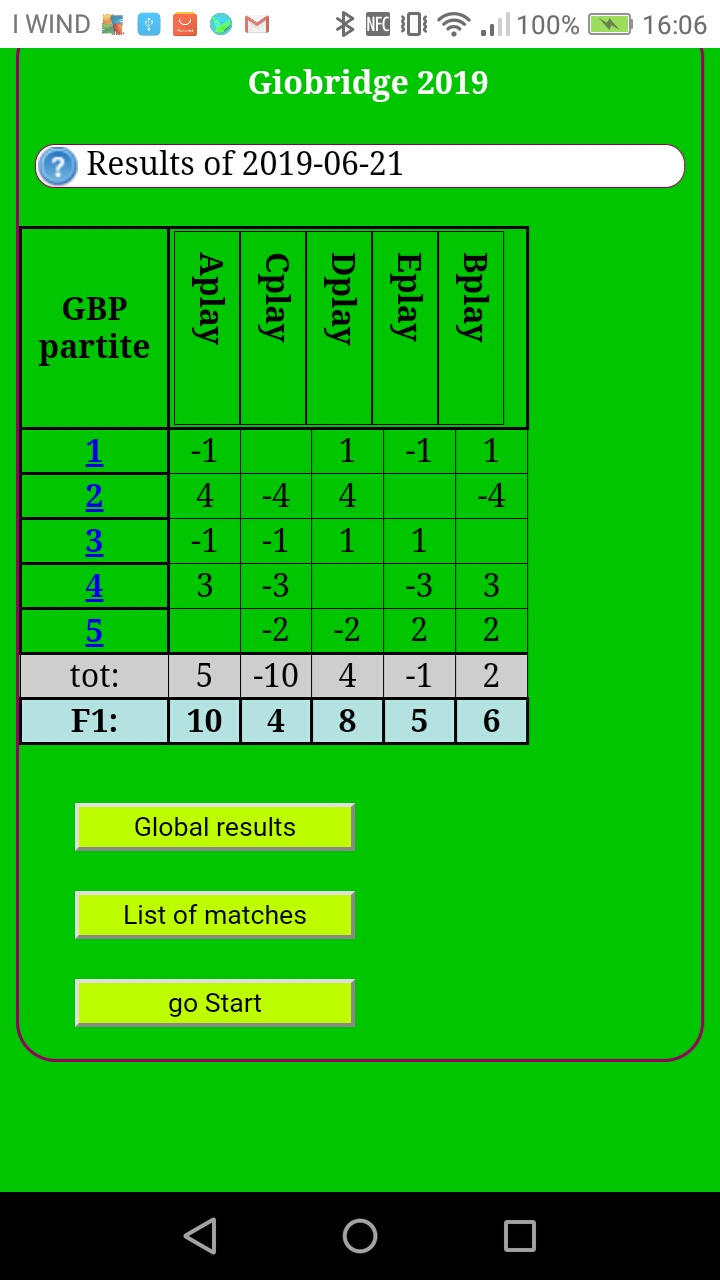 I WIND NFC 100% 16:06
Giobridge 2019
? Results of 2019-06-21
GBP partite Aplay Cplay Dplay Eplay Bplay
1 -1 1 -1 1
2 4 -4 4 -4
3 -1 -1 1 1
4 3 -3 -3 3
5 -2 -2 2 2
tot: 5 -10 4 -1 2
F1: 10 4 8 5 6
Global results
List of matches
go Start